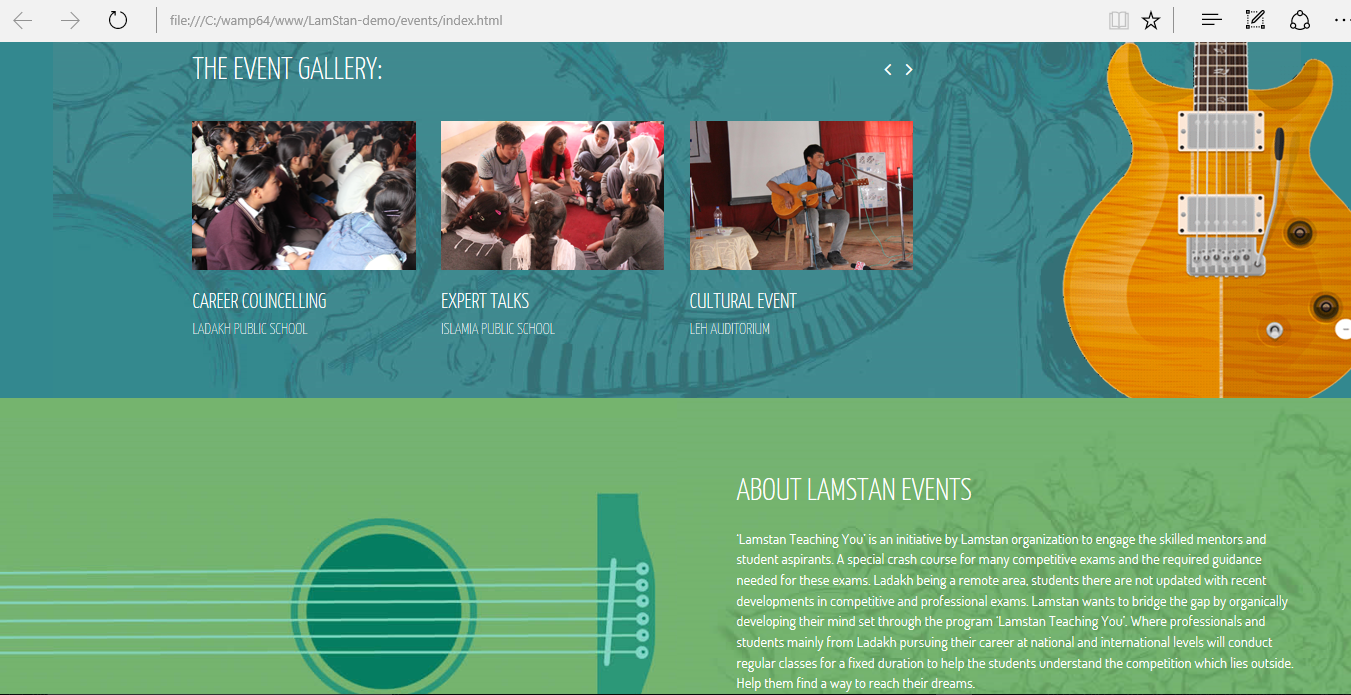 file:///C:/wamp64/www/LamStan-demo/events/index.html
THE EVENT GALLERY:
CAREER COUNCELLING
LADAKH PUBLIC SCHOOL
EXPERT TALKS
ISLAMIA PUBLIC SCHOOL
CULTURAL EVENT
LEH AUDITORIUM
ABOUT LAMSTAN EVENTS
'Lamstan Teaching You' is an initiative by Lamstan organization to engage the skilled mentors and
student aspirants. A special crash course for many competitive exams and the required guidance
needed for these exams. Ladakh being a remote area, students there are not updated with recent
developments in competitive and professional exams. Lamstan wants to bridge the gap by organically
developing their mind set through the program 'Lamstan Teaching You'. Where professionals and
students mainly from Ladakh pursuing their career at national and international levels will conduct
regular classes for a fixed duration to help the students understand the competition which lies outside.
Help them find a way to reach their dreams.